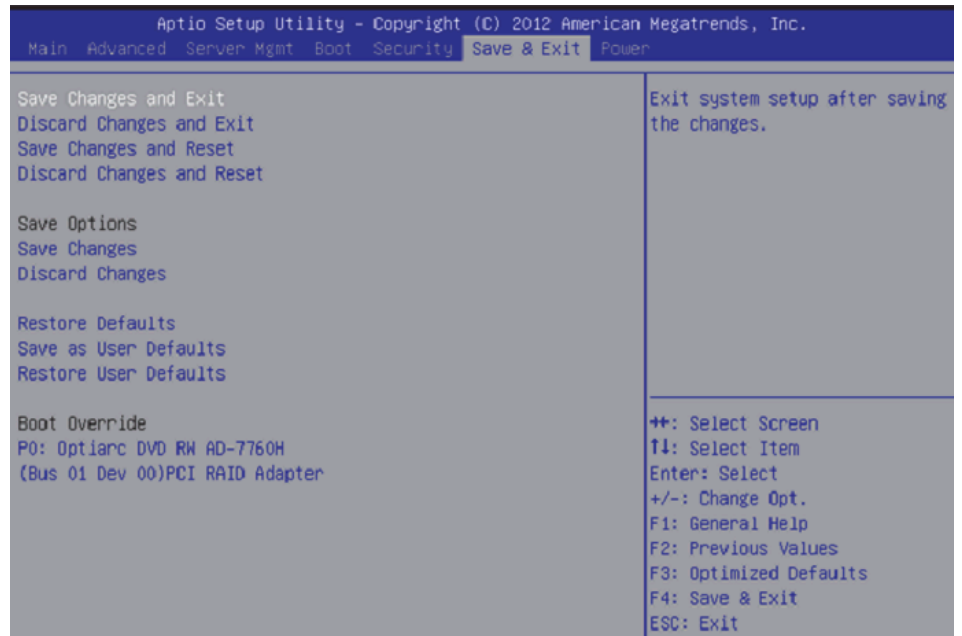 Aptio Setup Utility - Copyright (C) 2012 American Megatrends, Inc.
Main Advanced Server Mgmt Boot Security Save & Exit Power
Save Changes and Exit
Discard Changes and Exit
Save Changes and Reset
Discard Changes and Reset
Save Options
Save Changes
Discard Changes
Restore Defaults
Save as User Defaults
Restore User Defaults
Boot Override
P0: Optiarc DVD RW AD-7760H
(Bus 01 Dev 00)PCI RAID Adapter
Exit system setup after saving
the changes.
↔: Select Screen
↑↓: Select Item
Enter: Select
+/-: Change Opt.
F1: General Help
F2: Previous Values
F3: Optimized Defaults
F4: Save & Exit
ESC: Exit